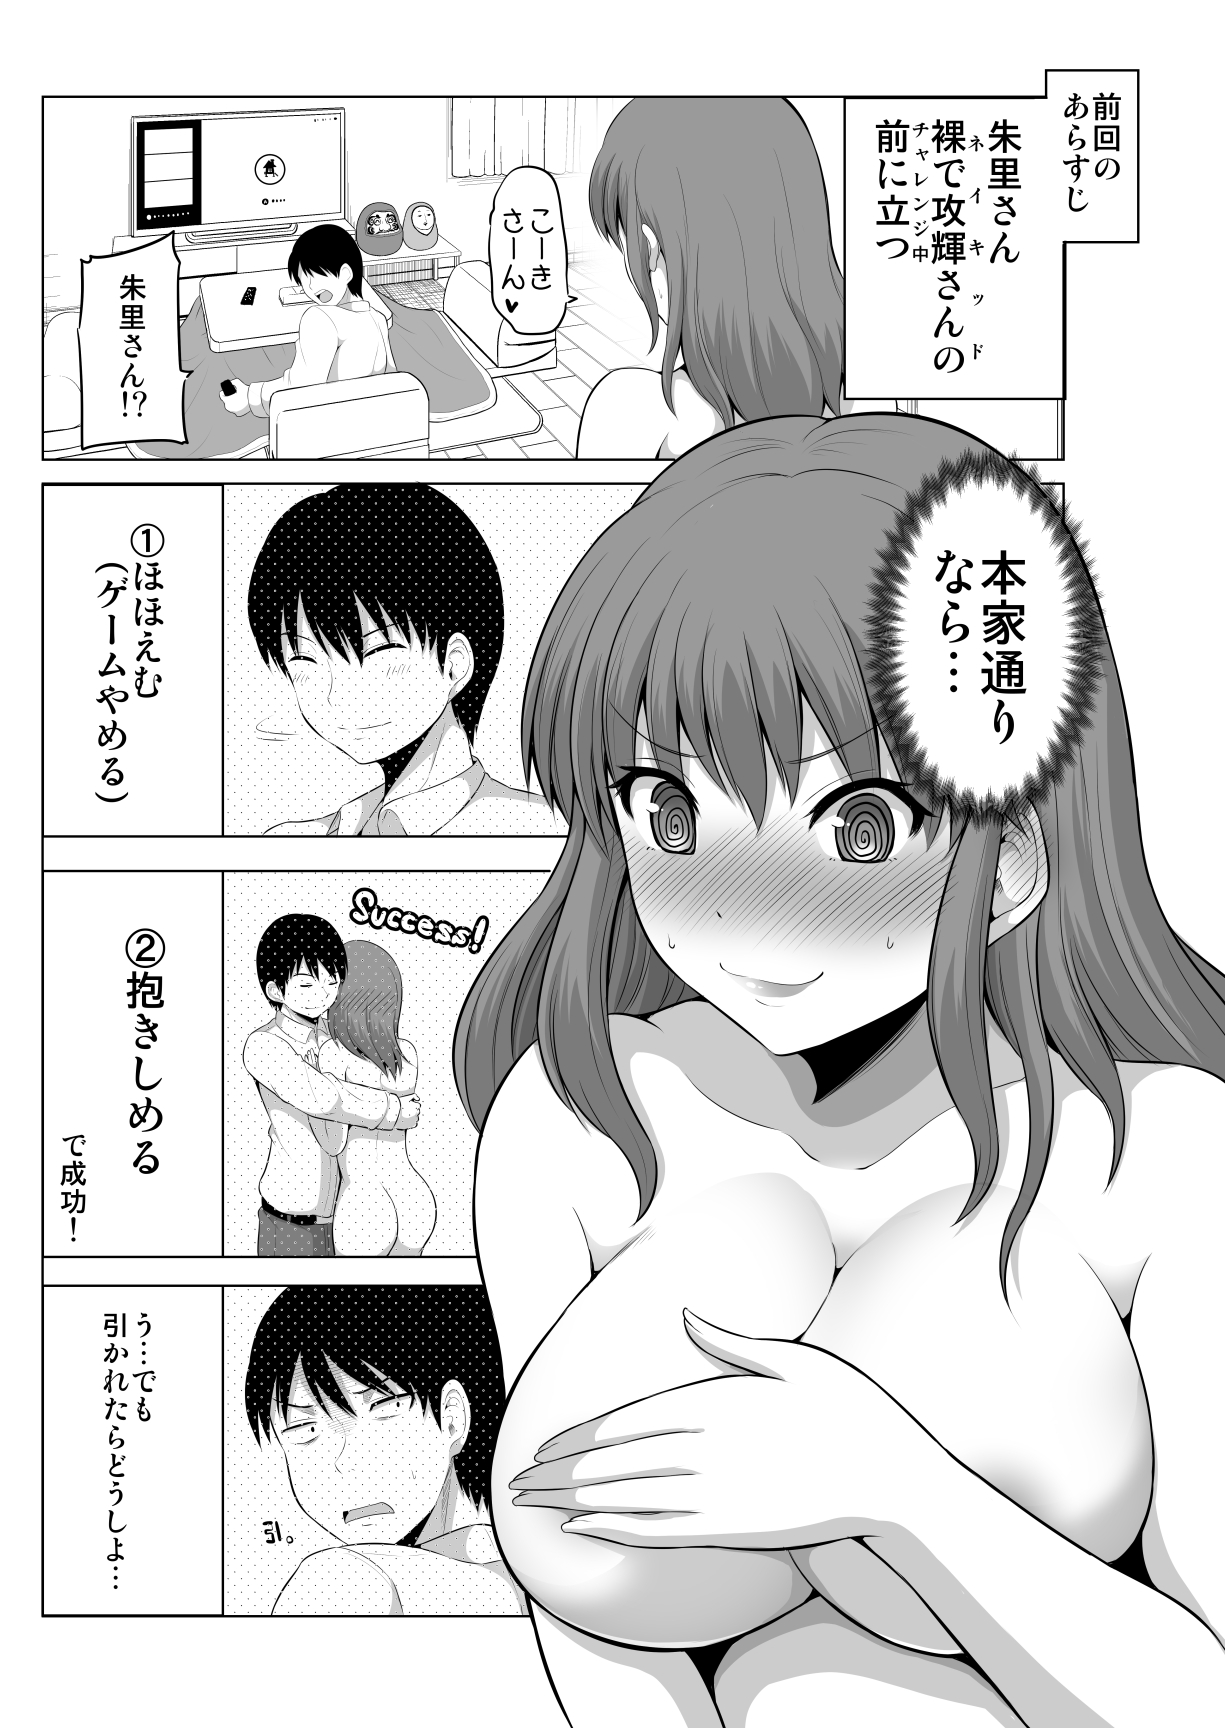 前回の
あらすじ
朱里さん
裸で攻輝さんの
ネイキッド
チャレンジ中
前に立つ
こーき
さーん♥
朱里さん!?
本家通り
なら…
①ほほえむ
(ゲームやめる)
Success!
②抱きしめる
で成功!
う…でも
引かれたらどうしよ…
引。